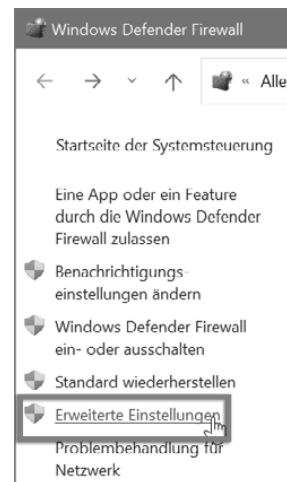 Windows Defender Firewall
« Alle
Startseite der Systemsteuerung
Eine App oder ein Feature
durch die Windows Defender
Firewall zulassen
Benachrichtigungs-
einstellungen ändern
Windows Defender Firewall
ein- oder ausschalten
Standard wiederherstellen
Erweiterte Einstellungen
Problembehandlung für
Netzwerk